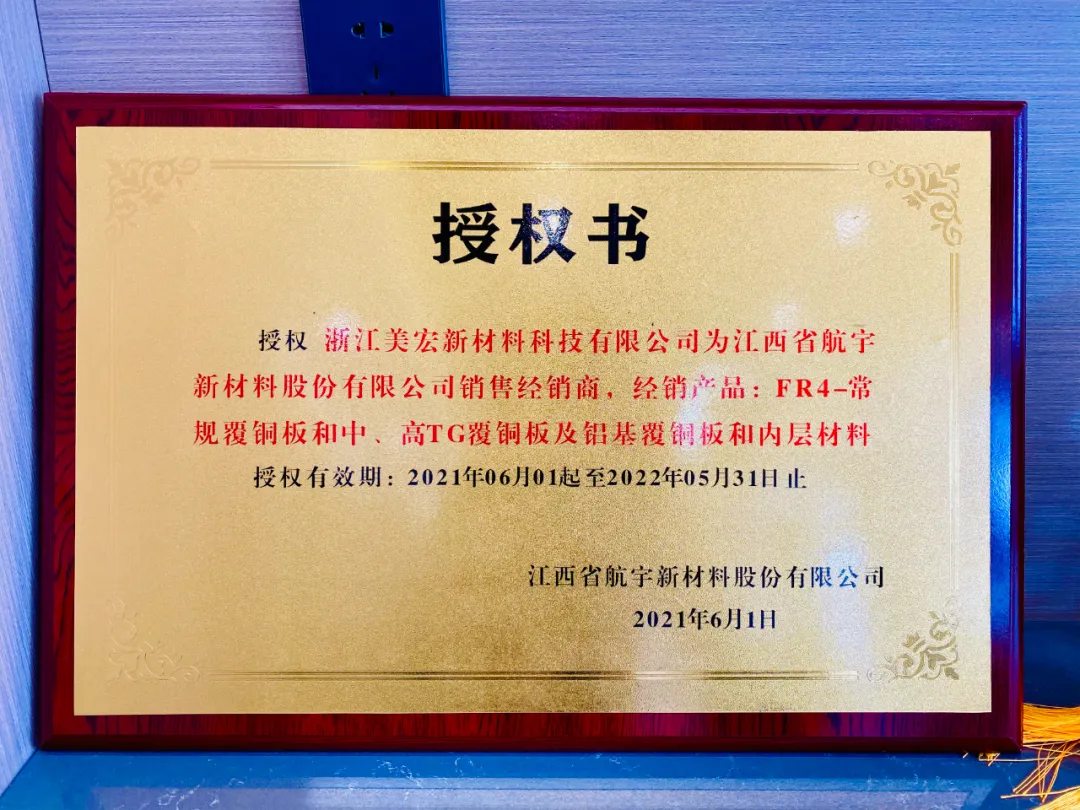 授权书
授权 浙江美宏新材料科技有限公司为江西省航宇
新材料股份有限公司销售经销商，经销产品：FR4-常
规覆铜板和中、高TG覆铜板及铝基覆铜板和内层材料
授权有效期：2021年06月01起至2022年05月31日止
江西省航宇新材料股份有限公司
2021年6月1日